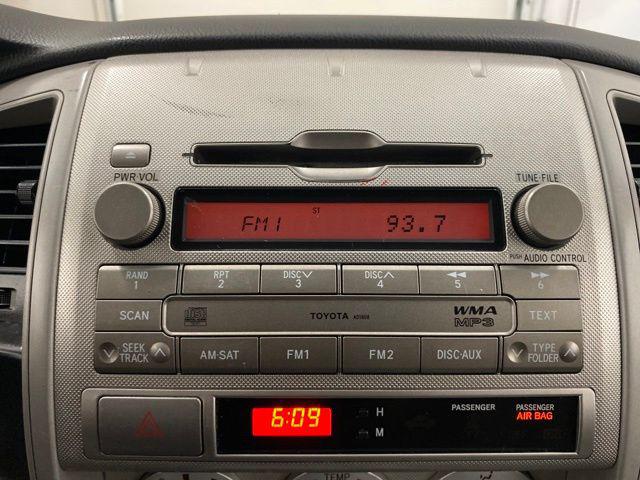 PWR·VOL
TUNE·FILE
ST
FM1 93.7
PUSH AUDIO CONTROL
RAND RPT DISC∨ DISC∧ ◀◀ ▶▶
1 2 3 4 5 6
SCAN TOYOTA WMA TEXT
MP3
SEEK TYPE
TRACK AM·SAT FM1 FM2 DISC·AUX FOLDER
6:09 H PASSENGER PASSENGER
AIR BAG
M
TEMP